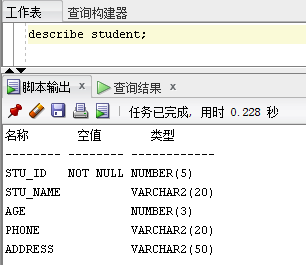 工作表 查询构建器
describe student;
脚本输出 × 查询结果 ×
任务已完成, 用时 0.228 秒
名称 空值 类型
-------- -------- ------------
STU_ID NOT NULL NUMBER(5)
STU_NAME VARCHAR2(20)
AGE NUMBER(3)
PHONE VARCHAR2(20)
ADDRESS VARCHAR2(50)